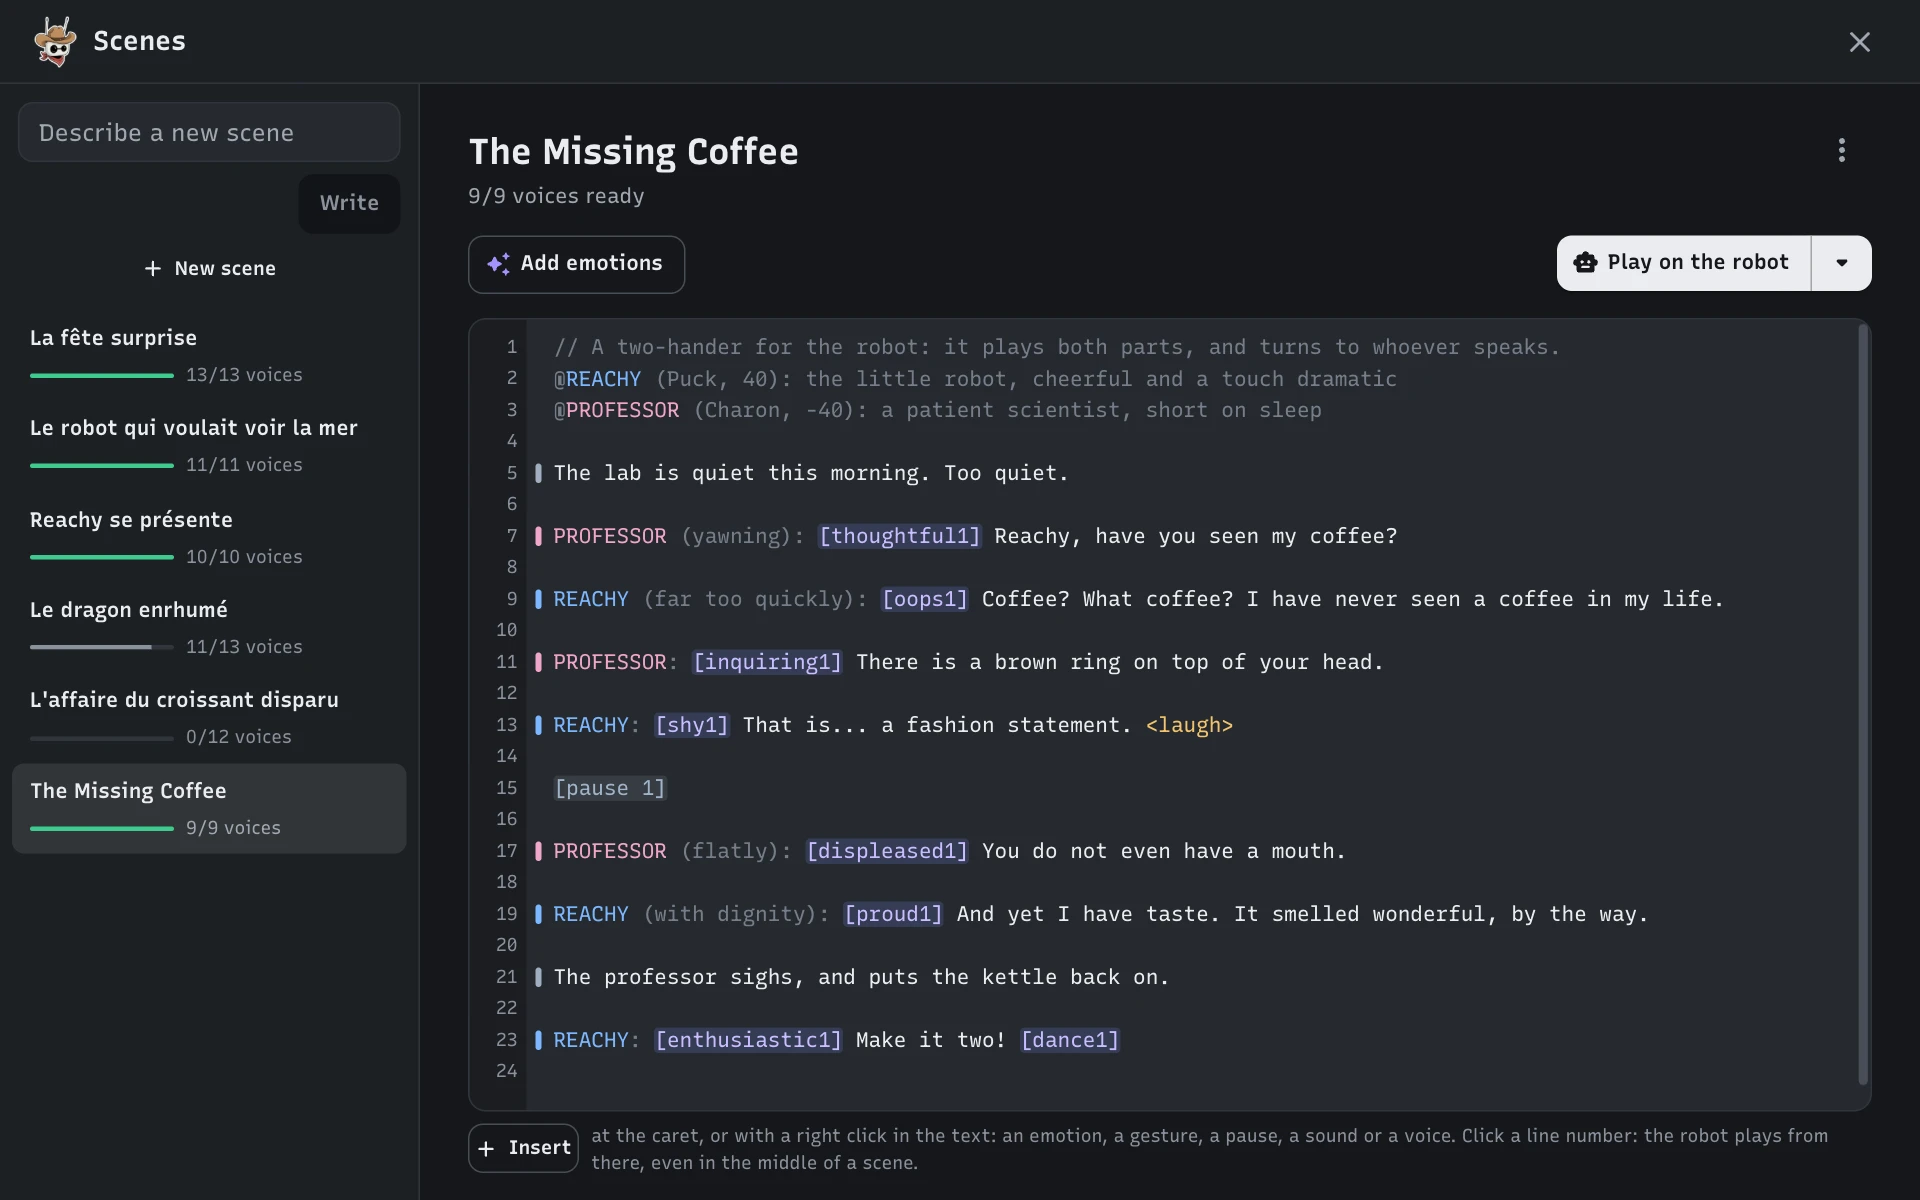 Scenes
Describe a new scene
Write
+ New scene
La fête surprise
13/13 voices
Le robot qui voulait voir la mer
11/11 voices
Reachy se présente
10/10 voices
Le dragon enrhumé
11/13 voices
L'affaire du croissant disparu
0/12 voices
The Missing Coffee
9/9 voices
The Missing Coffee
9/9 voices ready
Add emotions
Play on the robot
1 // A two-hander for the robot: it plays both parts, and turns to whoever speaks.
2 @REACHY (Puck, 40): the little robot, cheerful and a touch dramatic
3 @PROFESSOR (Charon, -40): a patient scientist, short on sleep
4
5 The lab is quiet this morning. Too quiet.
6
7 PROFESSOR (yawning): [thoughtful1] Reachy, have you seen my coffee?
8
9 REACHY (far too quickly): [oops1] Coffee? What coffee? I have never seen a coffee in my life.
10
11 PROFESSOR: [inquiring1] There is a brown ring on top of your head.
12
13 REACHY: [shy1] That is... a fashion statement. <laugh>
14
15 [pause 1]
16
17 PROFESSOR (flatly): [displeased1] You do not even have a mouth.
18
19 REACHY (with dignity): [proud1] And yet I have taste. It smelled wonderful, by the way.
20
21 The professor sighs, and puts the kettle back on.
22
23 REACHY: [enthusiastic1] Make it two! [dance1]
24
+ Insert
at the caret, or with a right click in the text: an emotion, a gesture, a pause, a sound or a voice. Click a line number: the robot plays from
there, even in the middle of a scene.